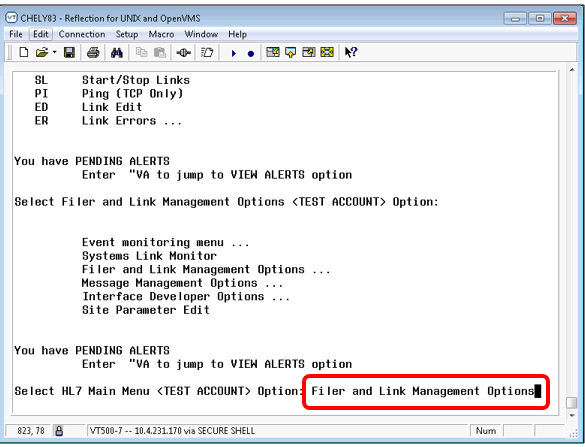 CHELY83 - Reflection for UNIX and OpenVMS
File Edit Connection Setup Macro Window Help
SL Start/Stop Links
PI Ping (TCP Only)
ED Link Edit
ER Link Errors ...
You have PENDING ALERTS
Enter "VA to jump to VIEW ALERTS option
Select Filer and Link Management Options <TEST ACCOUNT> Option:
Event monitoring menu ...
Systems Link Monitor
Filer and Link Management Options ...
Message Management Options ...
Interface Developer Options ...
Site Parameter Edit
You have PENDING ALERTS
Enter "VA to jump to VIEW ALERTS option
Select HL7 Main Menu <TEST ACCOUNT> Option: Filer and Link Management Options
823, 78 VT500-7 -- 10.4.231.170 via SECURE SHELL Num